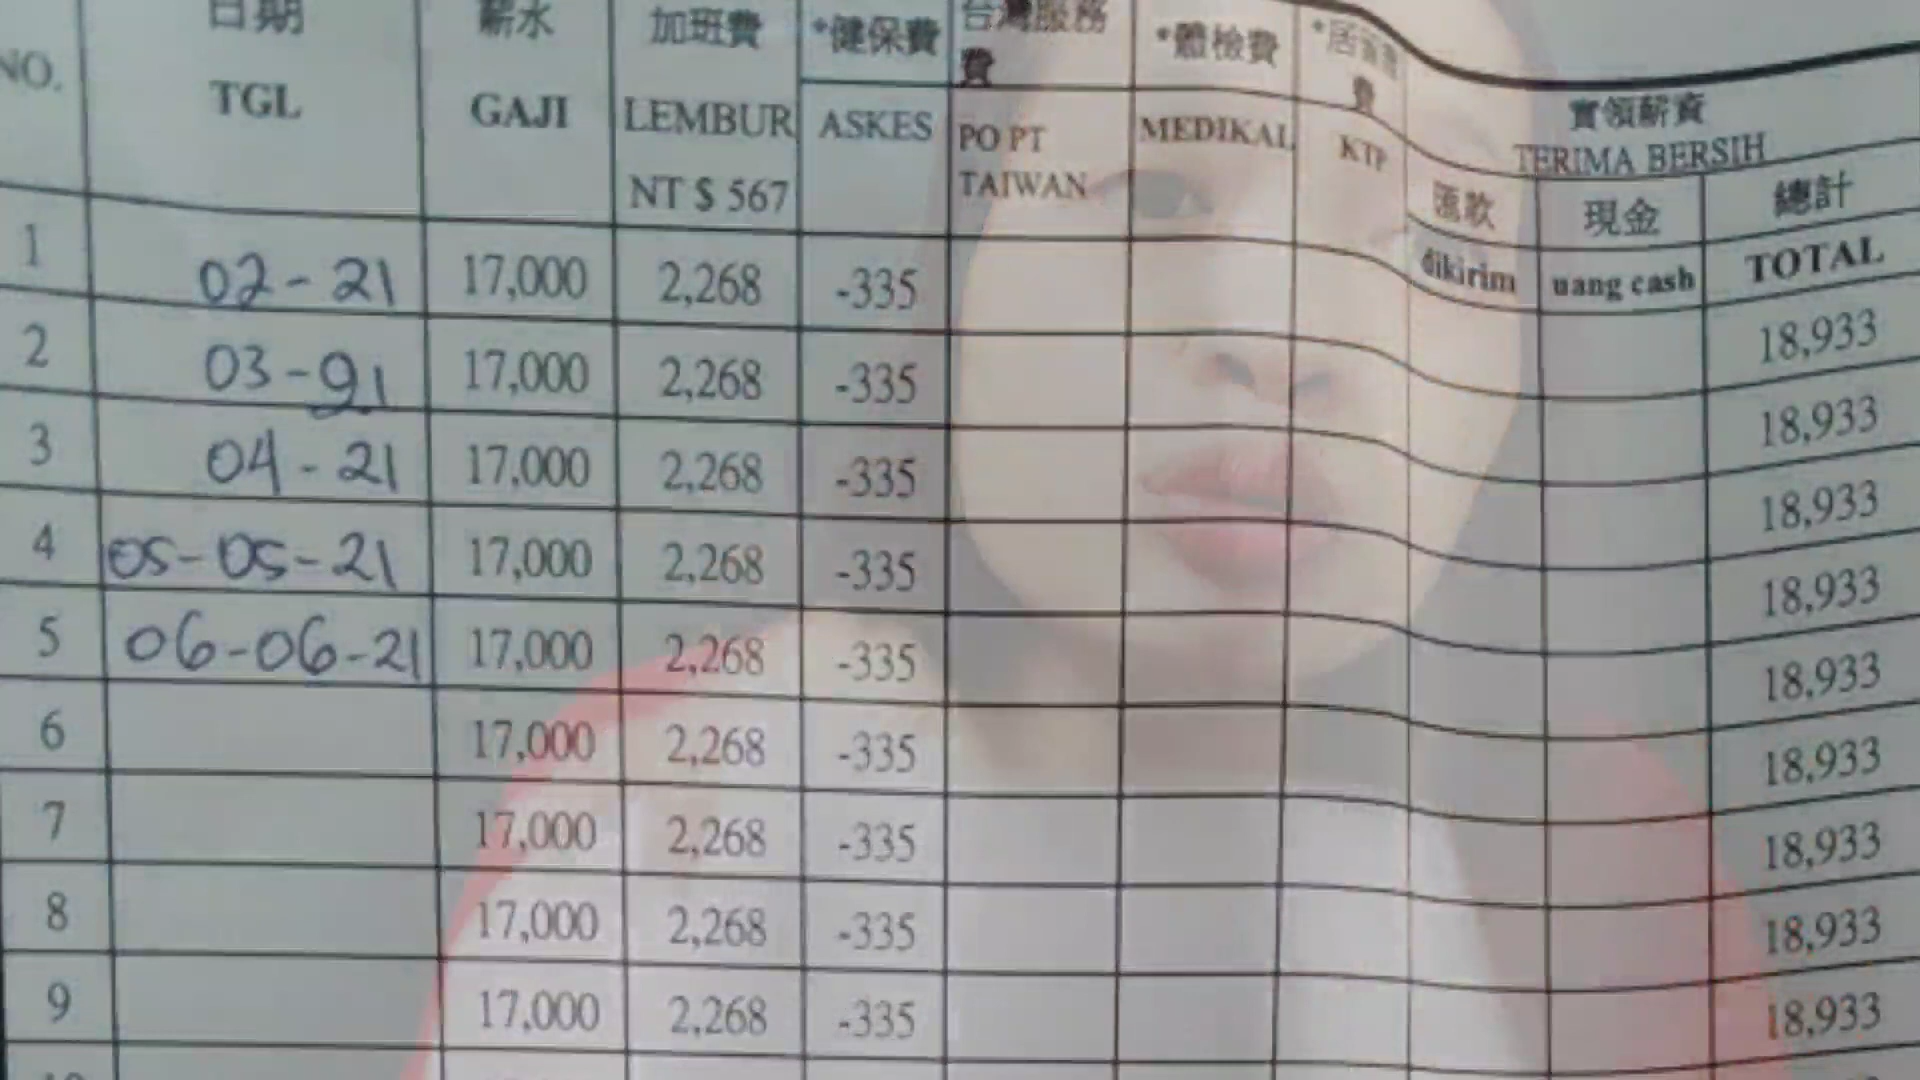 NO. 日期 TGL 薪水 GAJI 加班費 LEMBUR NT $ 567 *健保費 ASKES 台灣服務費 PO PT TAIWAN *體檢費 MEDIKAL *居留證費 KTP 實領薪資 TERIMA BERSIH
匯款 dikirim 現金 uang cash 總計 TOTAL
1 02-21 17,000 2,268 -335 18,933
2 03-21 17,000 2,268 -335 18,933
3 04-21 17,000 2,268 -335 18,933
4 05-05-21 17,000 2,268 -335 18,933
5 06-06-21 17,000 2,268 -335 18,933
6 17,000 2,268 -335 18,933
7 17,000 2,268 -335 18,933
8 17,000 2,268 -335 18,933
9 17,000 2,268 -335 18,933